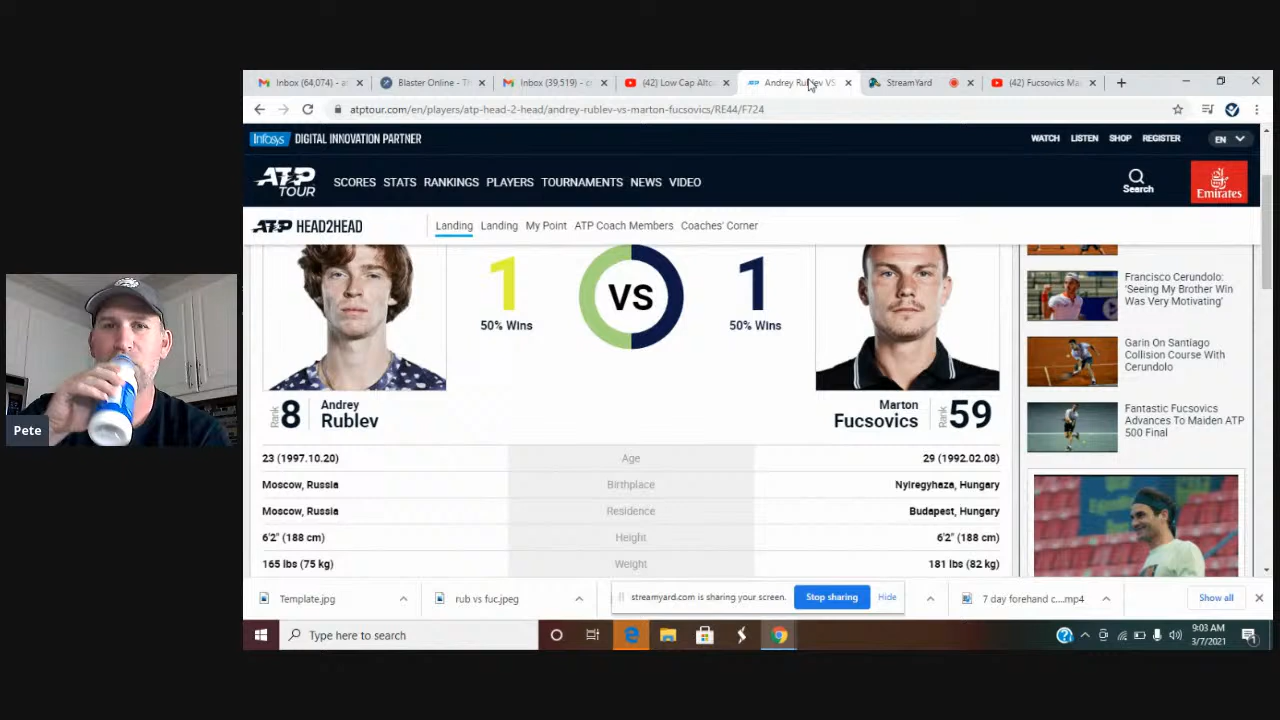 Inbox (64,074) - a
Blaster Online - Th
Inbox (39,519) - c
(42) Low Cap Altc
Andrey Rublev VS
StreamYard
(42) Fucsovics Ma
atptour.com/en/players/atp-head-2-head/andrey-rublev-vs-marton-fucsovics/RE44/F724
Infosys DIGITAL INNOVATION PARTNER
WATCH LISTEN SHOP REGISTER EN
ATP TOUR
SCORES STATS RANKINGS PLAYERS TOURNAMENTS NEWS VIDEO
Search
Emirates
ATP HEAD2HEAD
Landing Landing My Point ATP Coach Members Coaches' Corner
1
50% Wins
VS
1
50% Wins
Rank 8
Andrey
Rublev
Marton
Fucsovics
Rank 59
23 (1997.10.20) Age 29 (1992.02.08)
Moscow, Russia Birthplace Nyiregyhaza, Hungary
Moscow, Russia Residence Budapest, Hungary
6'2" (188 cm) Height 6'2" (188 cm)
165 lbs (75 kg) Weight 181 lbs (82 kg)
Francisco Cerundolo:
'Seeing My Brother Win
Was Very Motivating'
Garin On Santiago
Collision Course With
Cerundolo
Fantastic Fucsovics
Advances To Maiden ATP
500 Final
Pete
Template.jpg
rub vs fuc.jpeg
streamyard.com is sharing your screen. Stop sharing Hide
7 day forehand c....mp4
Show all
Type here to search
9:03 AM
3/7/2021